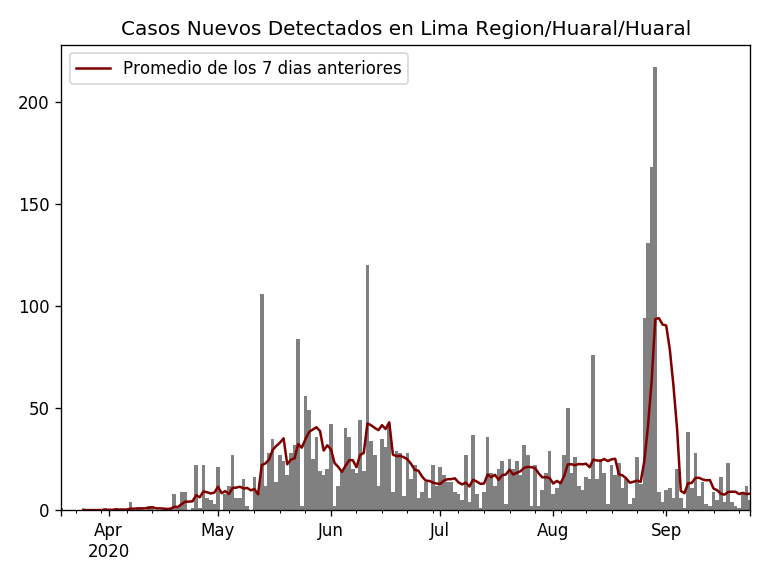 Casos Nuevos Detectados en Lima Region/Huaral/Huaral
Promedio de los 7 dias anteriores
200
150
100
50
0
Apr May Jun Jul Aug Sep
2020